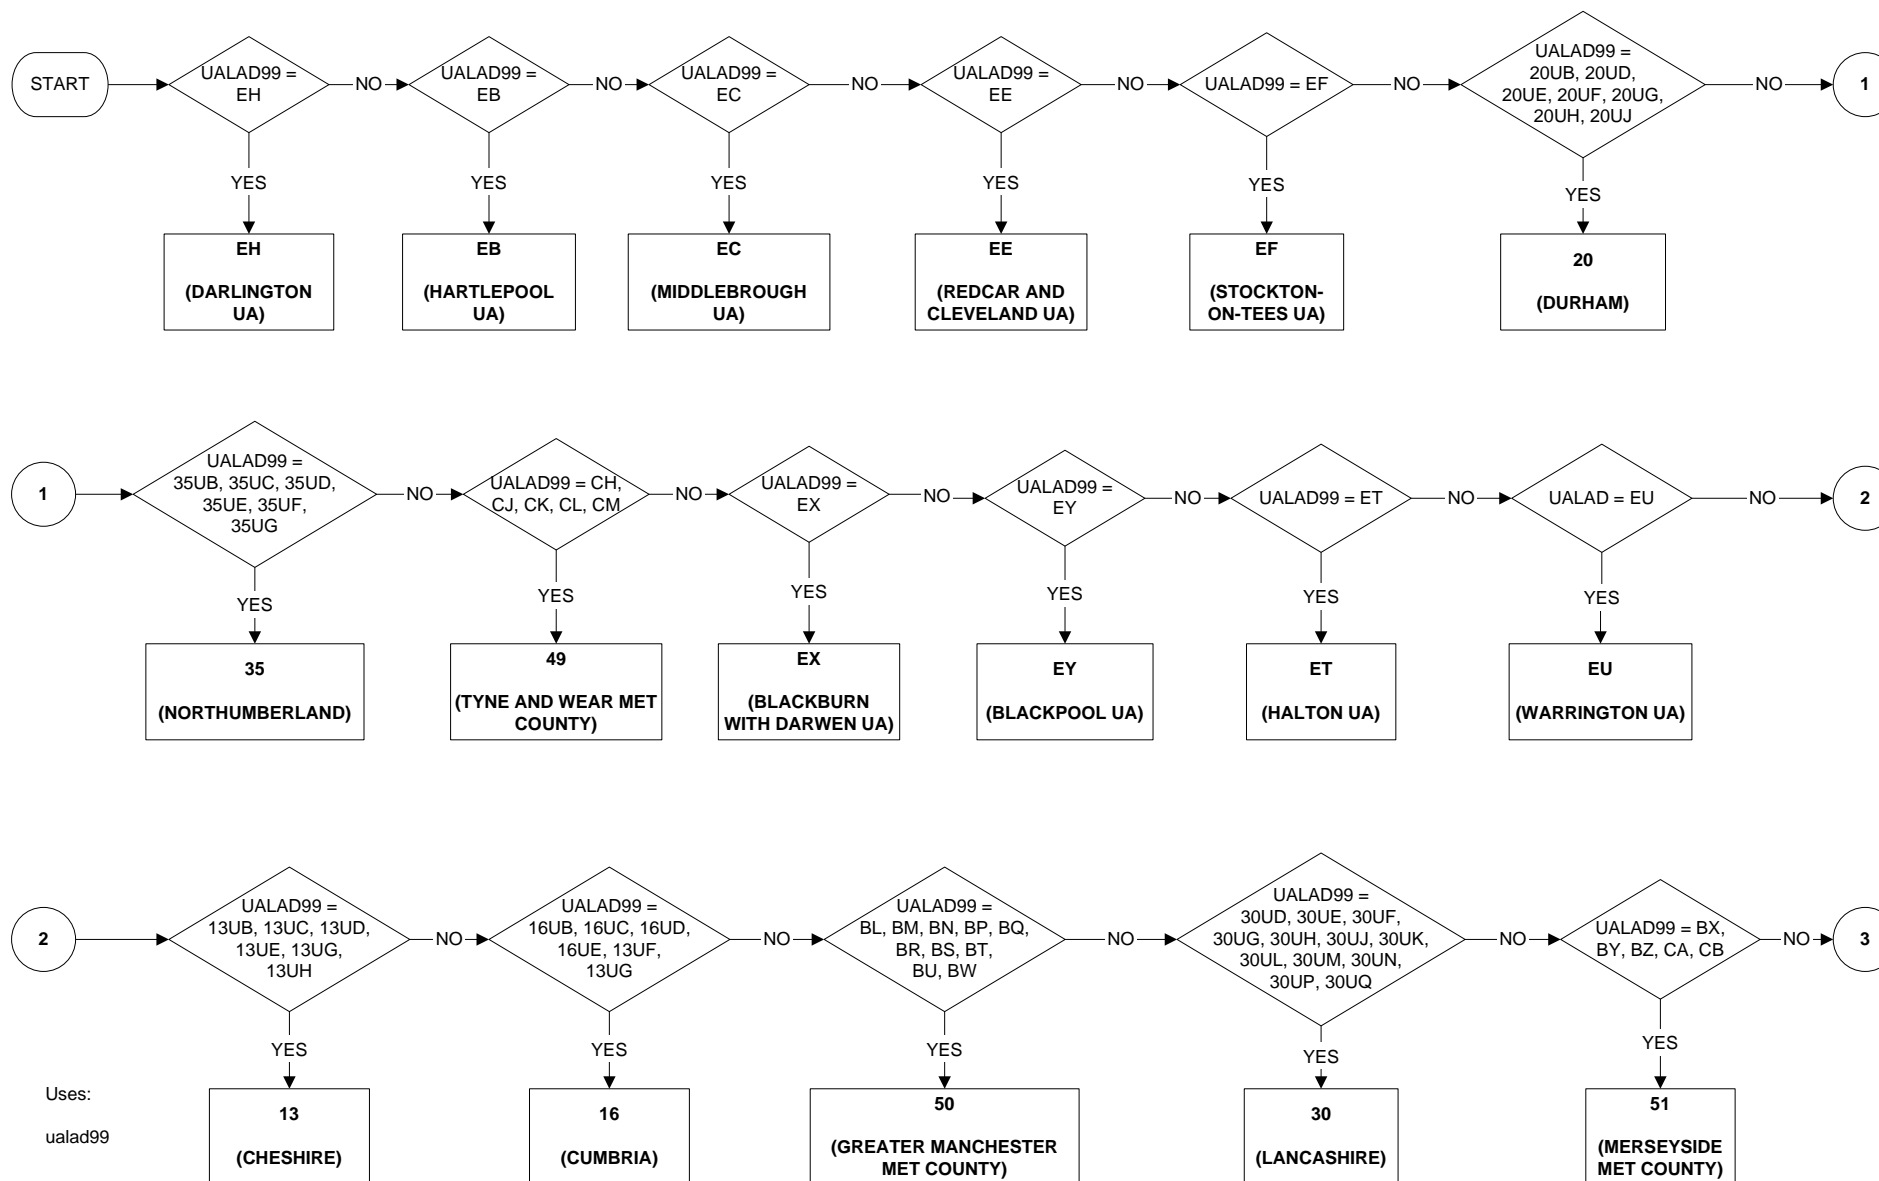 START
UALAD99 =
EH
NO
UALAD99 =
EB
NO
UALAD99 =
EC
NO
UALAD99 =
EE
NO
UALAD99 = EF
NO
UALAD99 =
20UB, 20UD,
20UE, 20UF, 20UG,
20UH, 20UJ
NO
1
YES
YES
YES
YES
YES
YES
EH
(DARLINGTON
UA)
EB
(HARTLEPOOL
UA)
EC
(MIDDLEBROUGH
UA)
EE
(REDCAR AND
CLEVELAND UA)
EF
(STOCKTON-
ON-TEES UA)
20
(DURHAM)
1
UALAD99 =
35UB, 35UC, 35UD,
35UE, 35UF,
35UG
NO
UALAD99 = CH,
CJ, CK, CL, CM
NO
UALAD99 =
EX
NO
UALAD99 =
EY
NO
UALAD99 = ET
NO
UALAD = EU
NO
2
YES
YES
YES
YES
YES
YES
35
(NORTHUMBERLAND)
49
(TYNE AND WEAR MET
COUNTY)
EX
(BLACKBURN
WITH DARWEN UA)
EY
(BLACKPOOL UA)
ET
(HALTON UA)
EU
(WARRINGTON UA)
2
UALAD99 =
13UB, 13UC, 13UD,
13UE, 13UG,
13UH
NO
UALAD99 =
16UB, 16UC, 16UD,
16UE, 13UF,
13UG
NO
UALAD99 =
BL, BM, BN, BP, BQ,
BR, BS, BT,
BU, BW
NO
UALAD99 =
30UD, 30UE, 30UF,
30UG, 30UH, 30UJ, 30UK,
30UL, 30UM, 30UN,
30UP, 30UQ
NO
UALAD99 = BX,
BY, BZ, CA, CB
NO
3
YES
YES
YES
YES
YES
Uses:
ualad99
13
(CHESHIRE)
16
(CUMBRIA)
50
(GREATER MANCHESTER
MET COUNTY)
30
(LANCASHIRE)
51
(MERSEYSIDE
MET COUNTY)